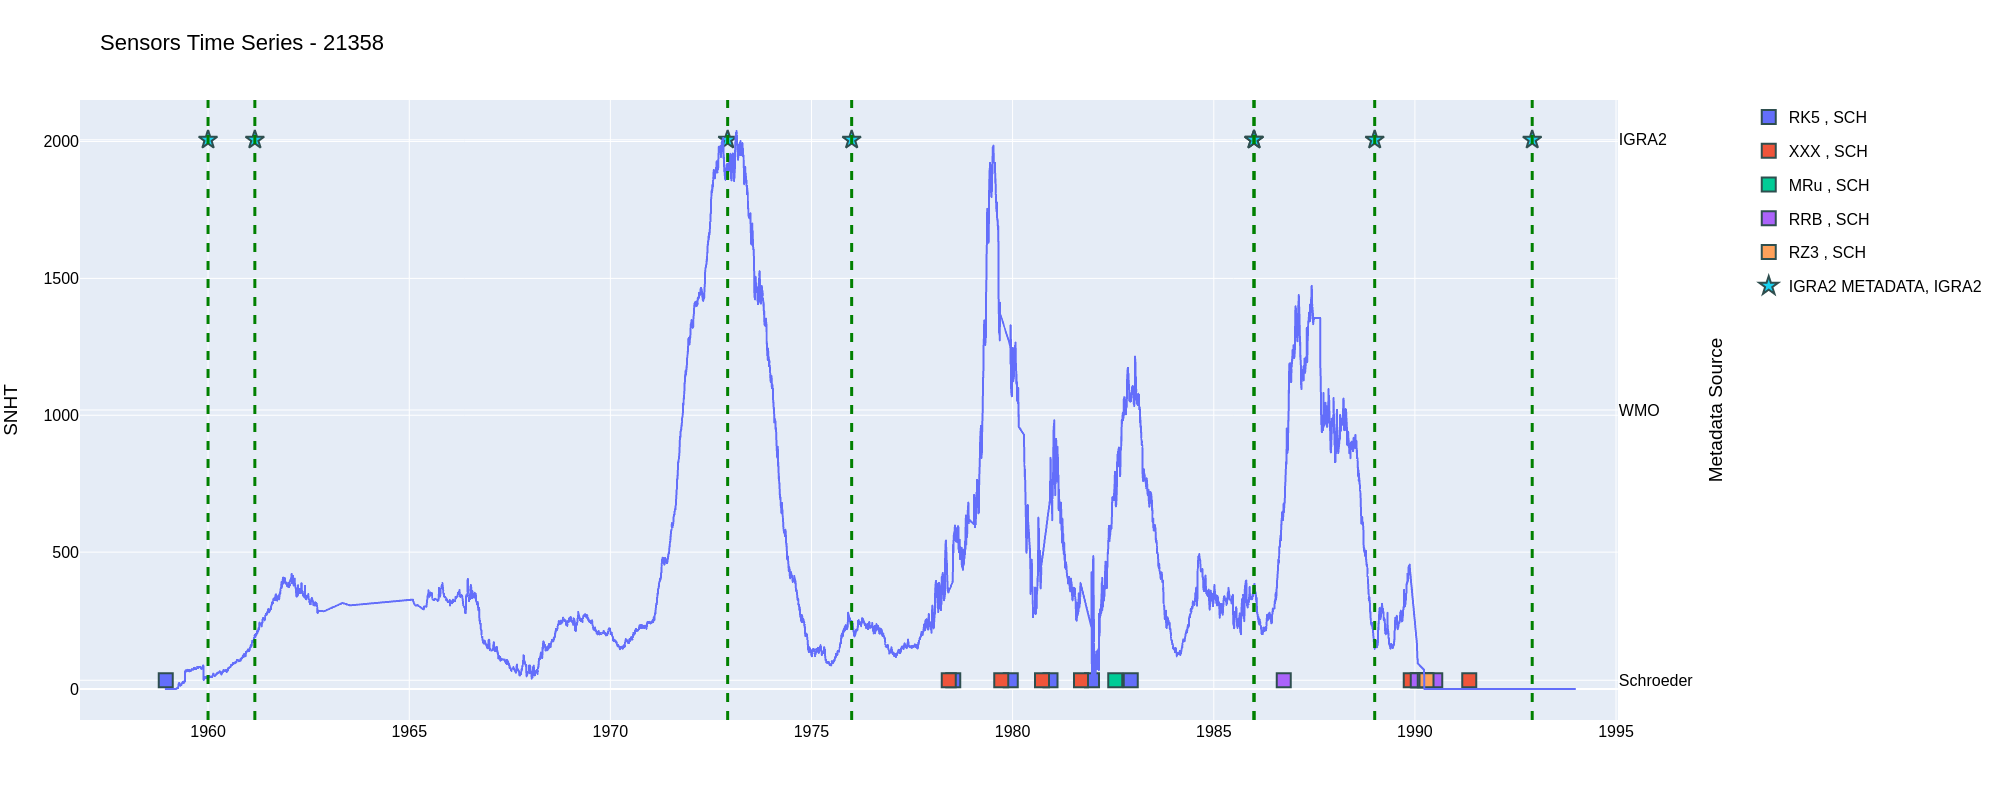 Sensors Time Series - 21358
SNHT
2000
1500
1000
500
0
1960
1965
1970
1975
1980
1985
1990
1995
IGRA2
WMO
Schroeder
Metadata Source
RK5 , SCH
XXX , SCH
MRu , SCH
RRB , SCH
RZ3 , SCH
IGRA2 METADATA, IGRA2